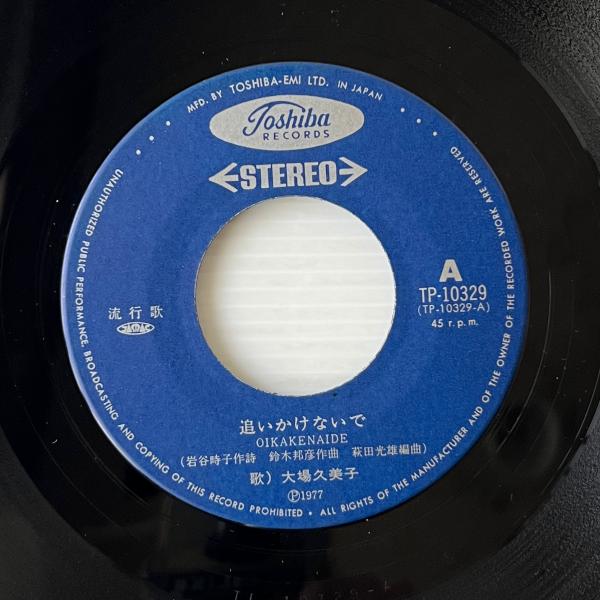 MFD. BY TOSHIBA-EMI LTD. IN JAPAN
Toshiba
RECORDS
STEREO
A
TP-10329
(TP-10329-A)
45 r.p.m.
流行歌
JASRAC
追いかけないで
OIKAKENAIDE
(岩谷時子作詩 鈴木邦彦作曲 萩田光雄編曲)
歌) 大場久美子
Ⓟ1977
UNAUTHORIZED PUBLIC PERFORMANCE, BROADCASTING AND COPYING OF THIS RECORD PROHIBITED • ALL RIGHTS OF THE MANUFACTURER AND OF THE OWNER OF THE RECORDED WORK ARE RESERVED